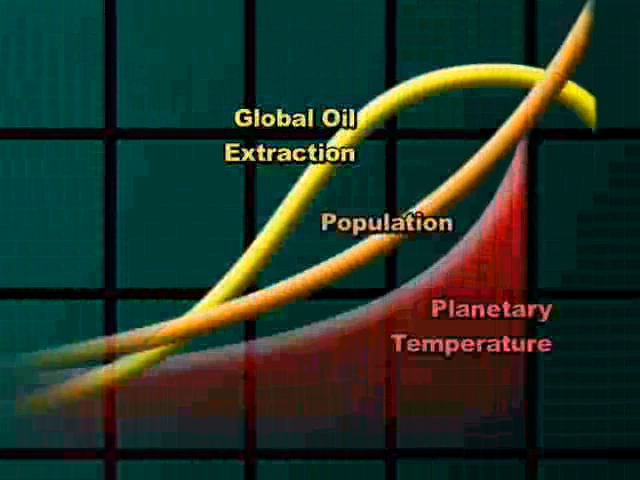 Global Oil
Extraction
Population
Planetary
Temperature